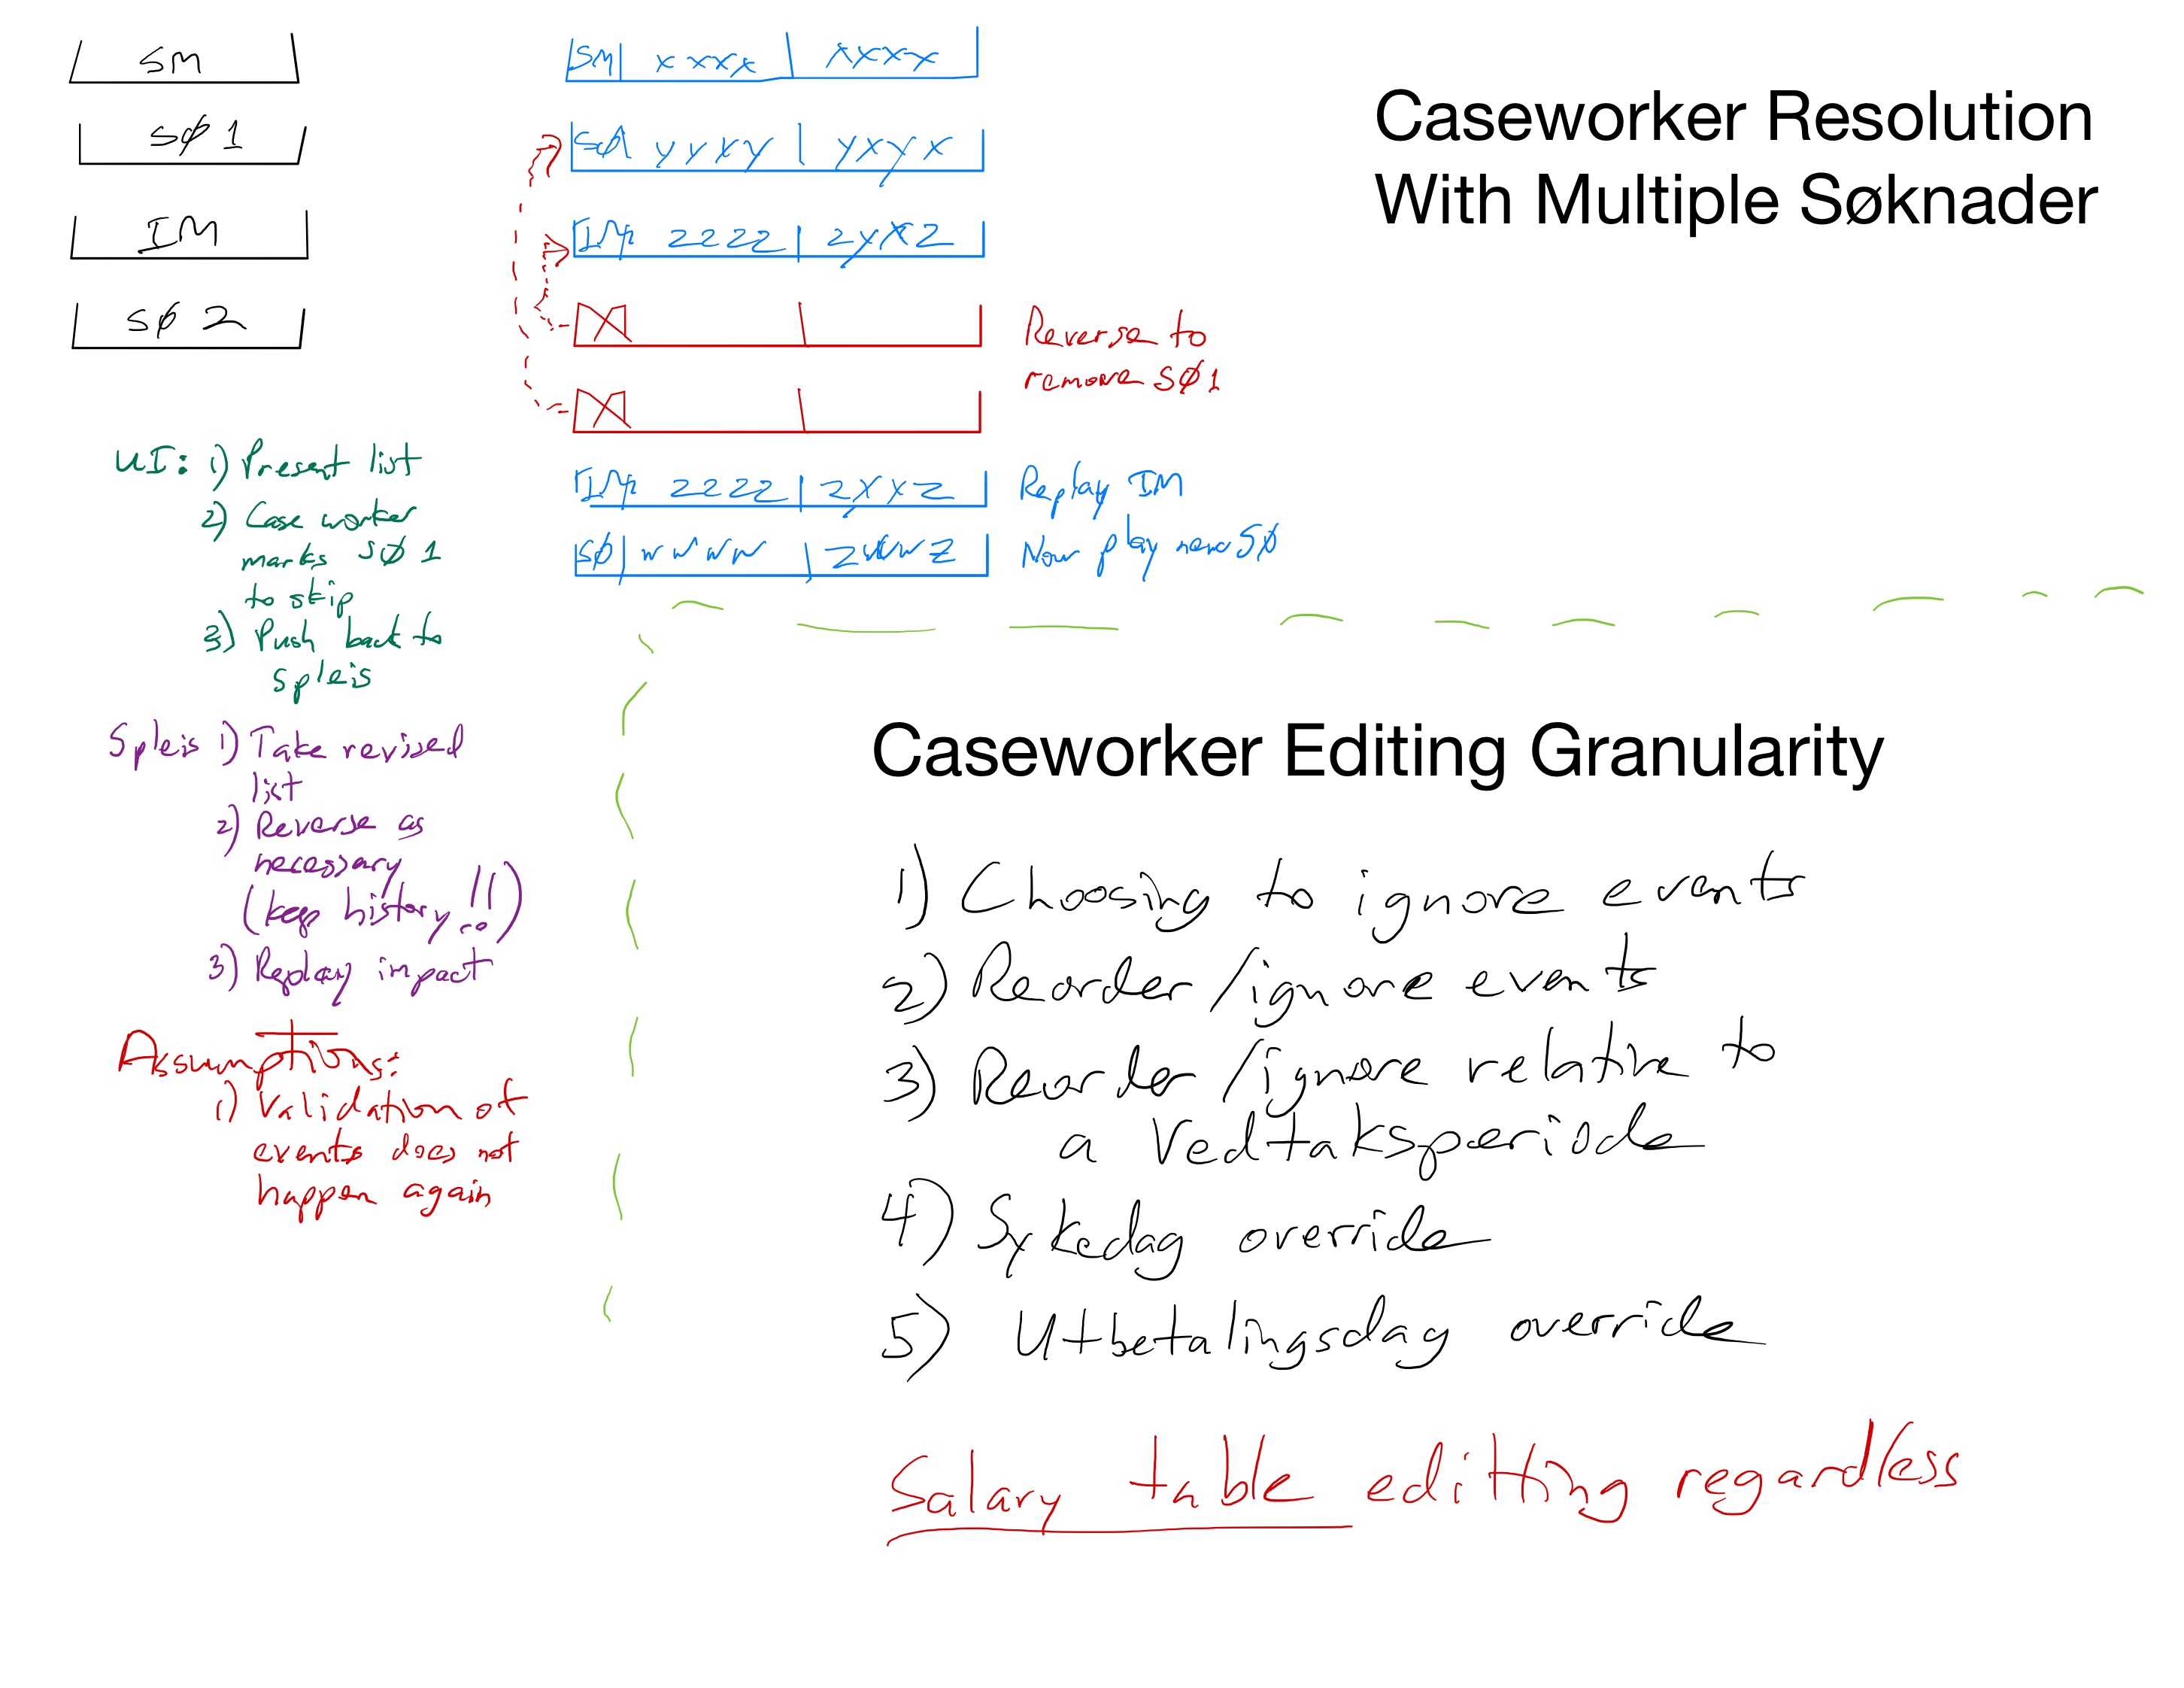 sm
sø 1
IM
sø 2
Caseworker Resolution
With Multiple Søknader
sm xxxx xxxx
sø1 yyyy yxyx
IM zzzz zyxz
Reverse to
remove sø1
IM zzzz zxxz Replay IM
sø wwww zwwz Now play new sø
UI: 1) Present list
2) Case worker
marks sø 1
to skip
3) Push back to
spleis
Spleis 1) Take revised
list
2) Reverse as
necessary
(keep history!!)
3) Replay impact
Assumptions:
1) Validation of
events does not
happen again
Caseworker Editing Granularity
1) Choosing to ignore events
2) Reorder/ignore events
3) Reorder/ignore relative to
a Vedtaksperiode
4) Sykedag override
5) Utbetalingsdag override
Salary table editting regardless